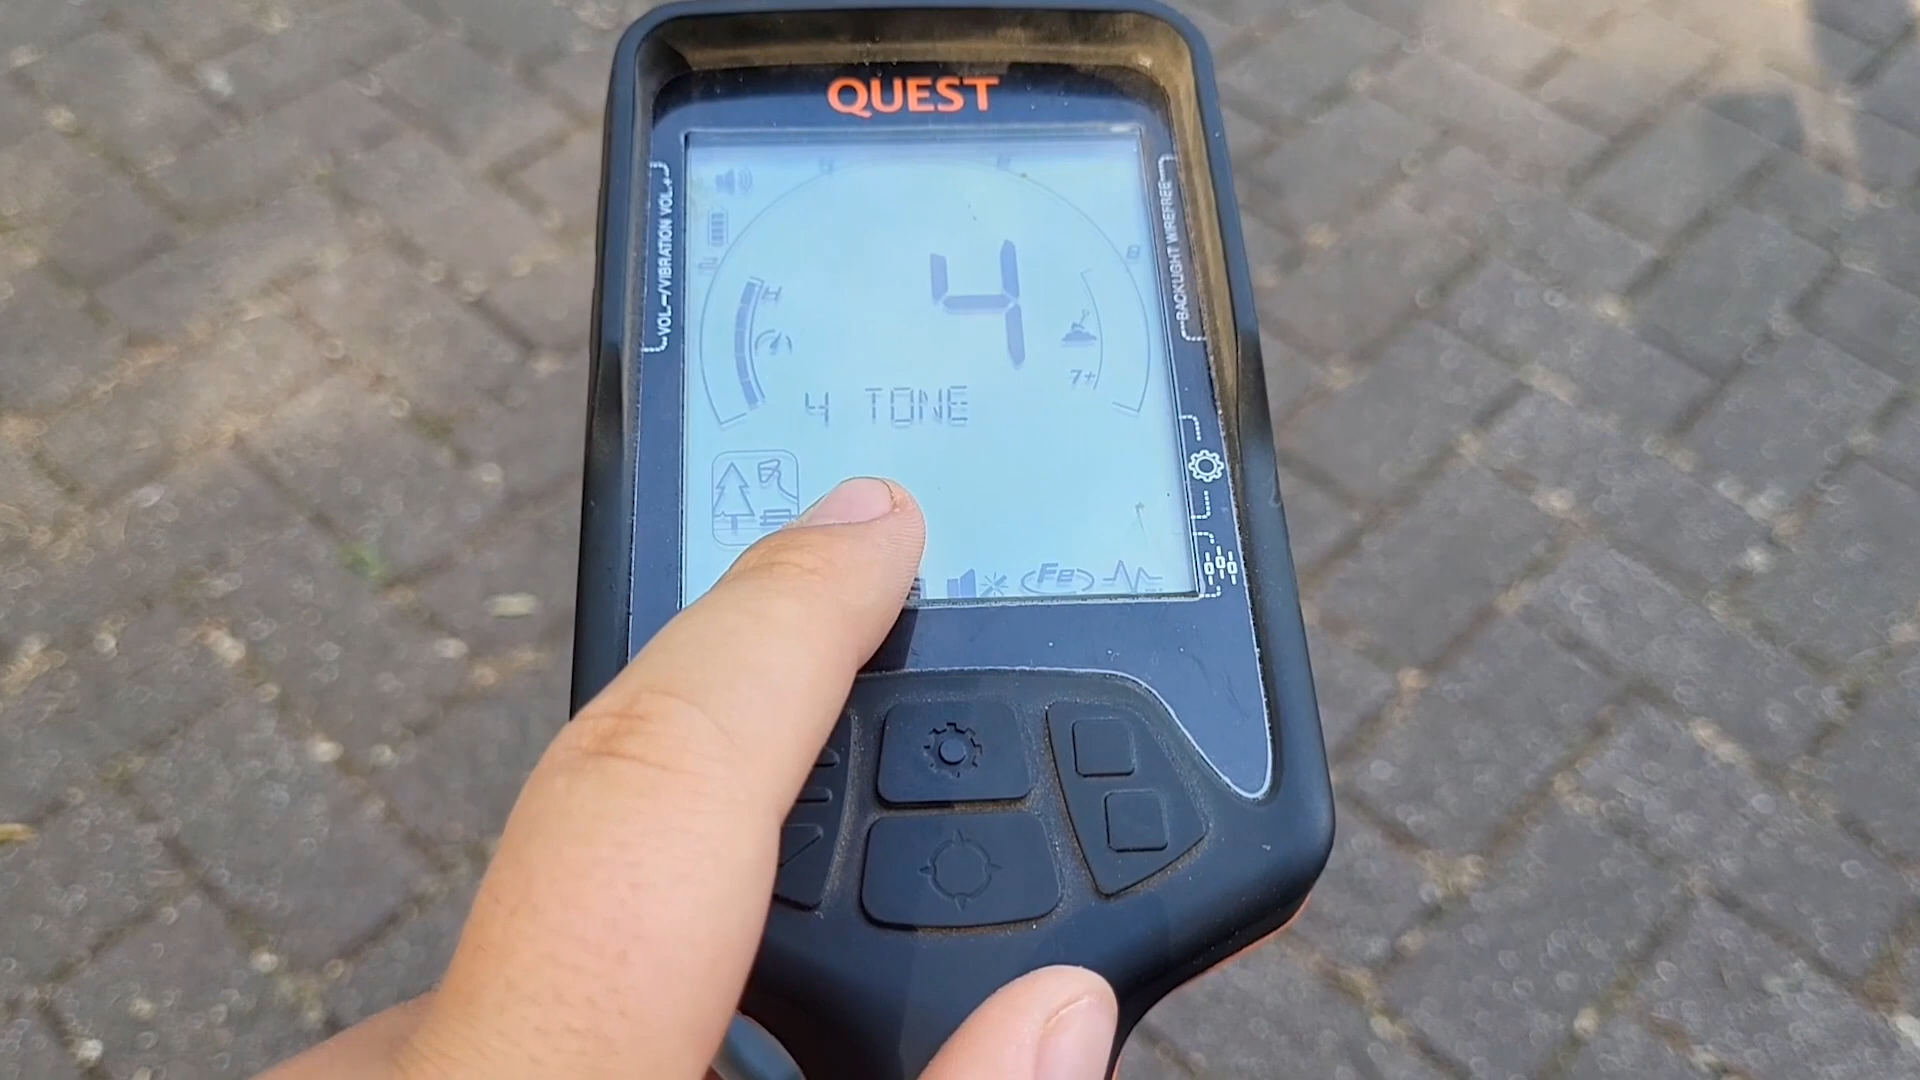 QUEST
VOL-/VIBRATION VOL+
BACKLIGHT WIREFREE
H
4
7+
4 TONE
Fe